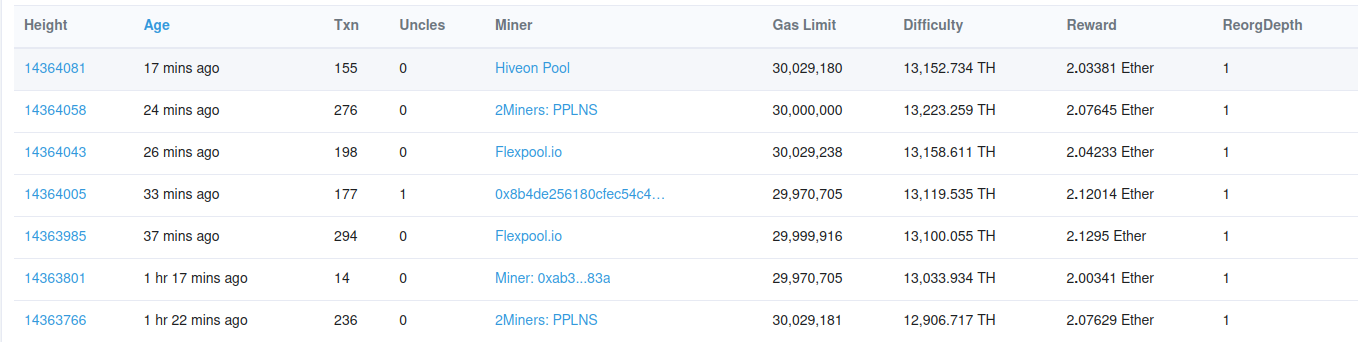 Height Age Txn Uncles Miner Gas Limit Difficulty Reward ReorgDepth
14364081 17 mins ago 155 0 Hiveon Pool 30,029,180 13,152.734 TH 2.03381 Ether 1
14364058 24 mins ago 276 0 2Miners: PPLNS 30,000,000 13,223.259 TH 2.07645 Ether 1
14364043 26 mins ago 198 0 Flexpool.io 30,029,238 13,158.611 TH 2.04233 Ether 1
14364005 33 mins ago 177 1 0x8b4de256180cfec54c4... 29,970,705 13,119.535 TH 2.12014 Ether 1
14363985 37 mins ago 294 0 Flexpool.io 29,999,916 13,100.055 TH 2.1295 Ether 1
14363801 1 hr 17 mins ago 14 0 Miner: 0xab3...83a 29,970,705 13,033.934 TH 2.00341 Ether 1
14363766 1 hr 22 mins ago 236 0 2Miners: PPLNS 30,029,181 12,906.717 TH 2.07629 Ether 1